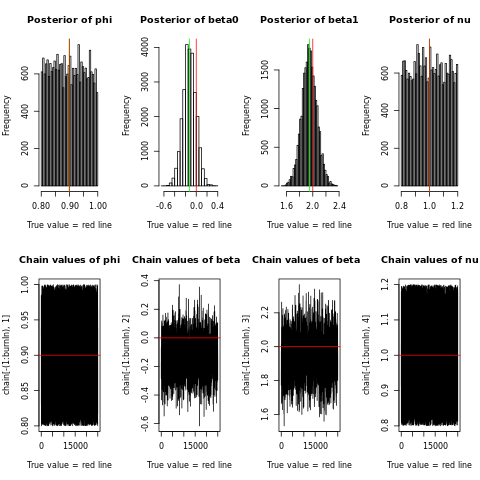 Posterior of phi
Posterior of beta0
Posterior of beta1
Posterior of nu
Frequency
0 200 400 600
0.80 0.90 1.00
True value = red line
Frequency
0 1000 2000 3000 4000
-0.6 0.0 0.4
True value = red line
Frequency
0 500 1000 1500
1.6 2.0 2.4
True value = red line
Frequency
0 200 400 600
0.8 1.0 1.2
True value = red line
Chain values of phi
Chain values of beta
Chain values of beta
Chain values of nu
chain[-(1:burnIn), 1]
0.80 0.85 0.90 0.95 1.00
0 15000
True value = red line
chain[-(1:burnIn), 2]
-0.6 -0.4 -0.2 0.0 0.2 0.4
0 15000
True value = red line
chain[-(1:burnIn), 3]
1.6 1.8 2.0 2.2
0 15000
True value = red line
chain[-(1:burnIn), 4]
0.8 0.9 1.0 1.1 1.2
0 15000
True value = red line